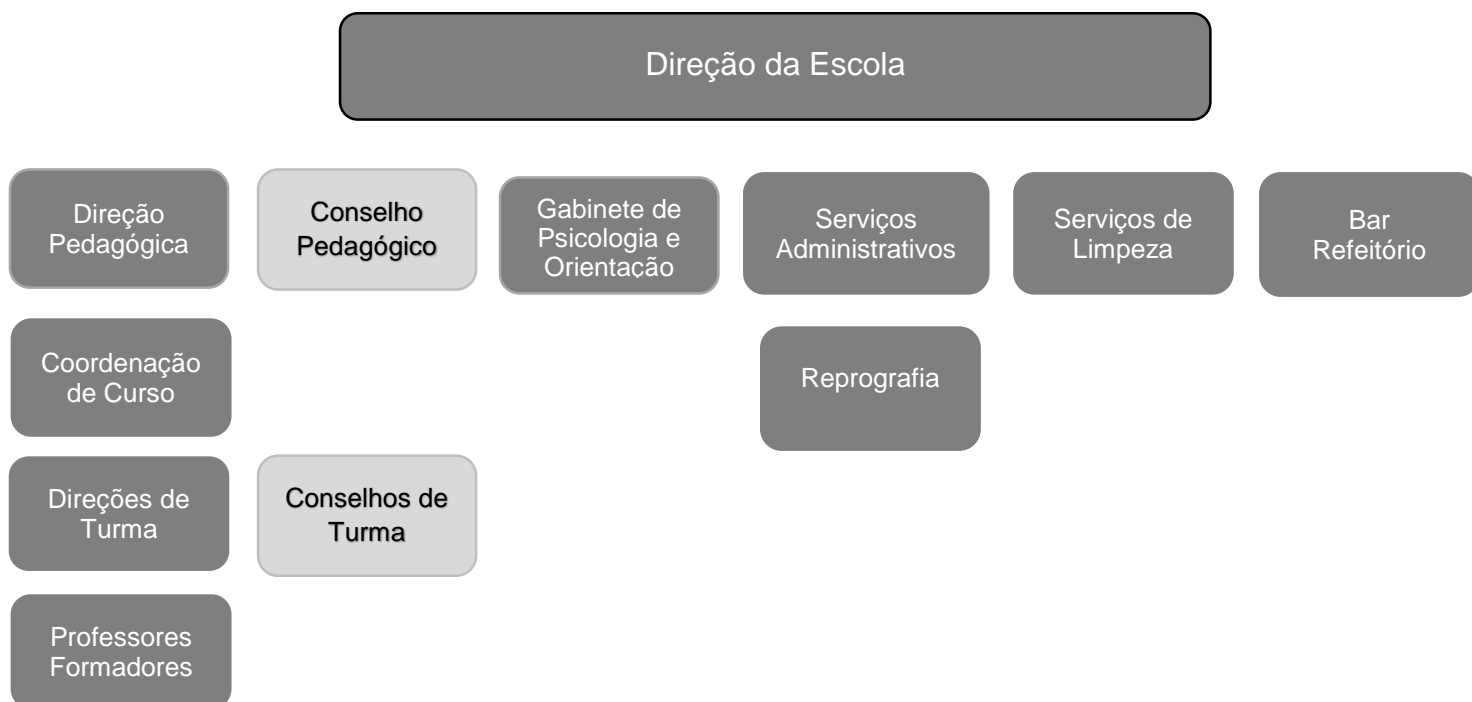 Direção da Escola
Direção
Pedagógica
Conselho
Pedagógico
Gabinete de
Psicologia e
Orientação
Serviços
Administrativos
Serviços de
Limpeza
Bar
Refeitório
Coordenação
de Curso
Reprografia
Direções de
Turma
Conselhos de
Turma
Professores
Formadores